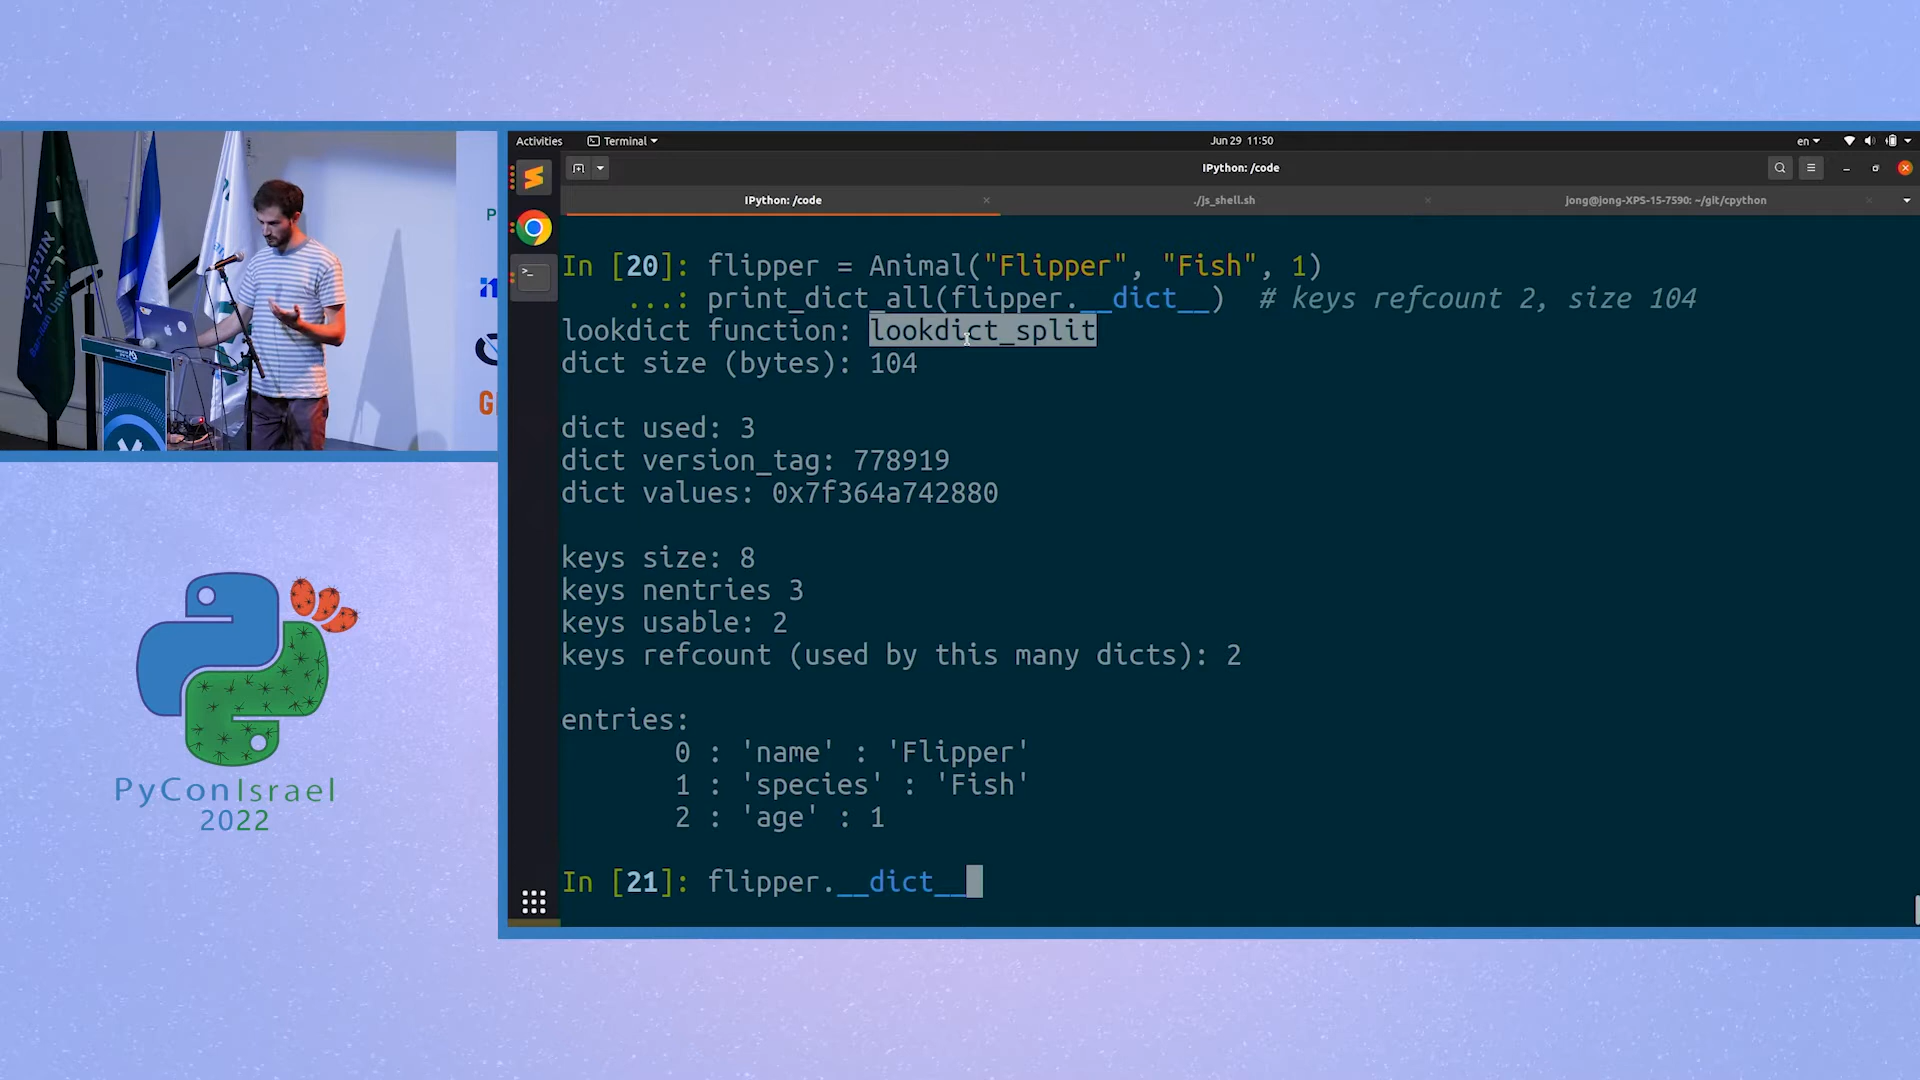 Activities
Terminal
Jun 29 11:50
en
IPython: /code
IPython: /code
./js_shell.sh
jong@jong-XPS-15-7590: ~/git/cpython
In [20]: flipper = Animal("Flipper", "Fish", 1)
...: print_dict_all(flipper.__dict__) # keys refcount 2, size 104
lookdict function: lookdict_split
dict size (bytes): 104
dict used: 3
dict version_tag: 778919
dict values: 0x7f364a742880
keys size: 8
keys nentries 3
keys usable: 2
keys refcount (used by this many dicts): 2
entries:
0 : 'name' : 'Flipper'
1 : 'species' : 'Fish'
2 : 'age' : 1
In [21]: flipper.__dict__
PyConIsrael
2022